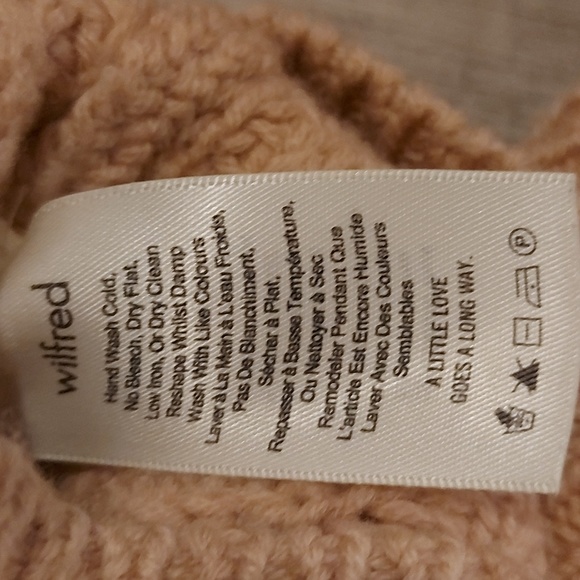 wilfred
Hand Wash Cold,
No Bleach, Dry Flat,
Low Iron, Or Dry Clean
Reshape Whilst Damp
Wash With Like Colours
Laver à La Main à L'eau Froide,
Pas De Blanchiment,
Sécher à Plat,
Repasser à Basse Température,
Ou Nettoyer à Sec
Remodeler Pendant Que
L'article Est Encore Humide
Laver Avec Des Couleurs
Semblables
A LITTLE LOVE
GOES A LONG WAY.
P